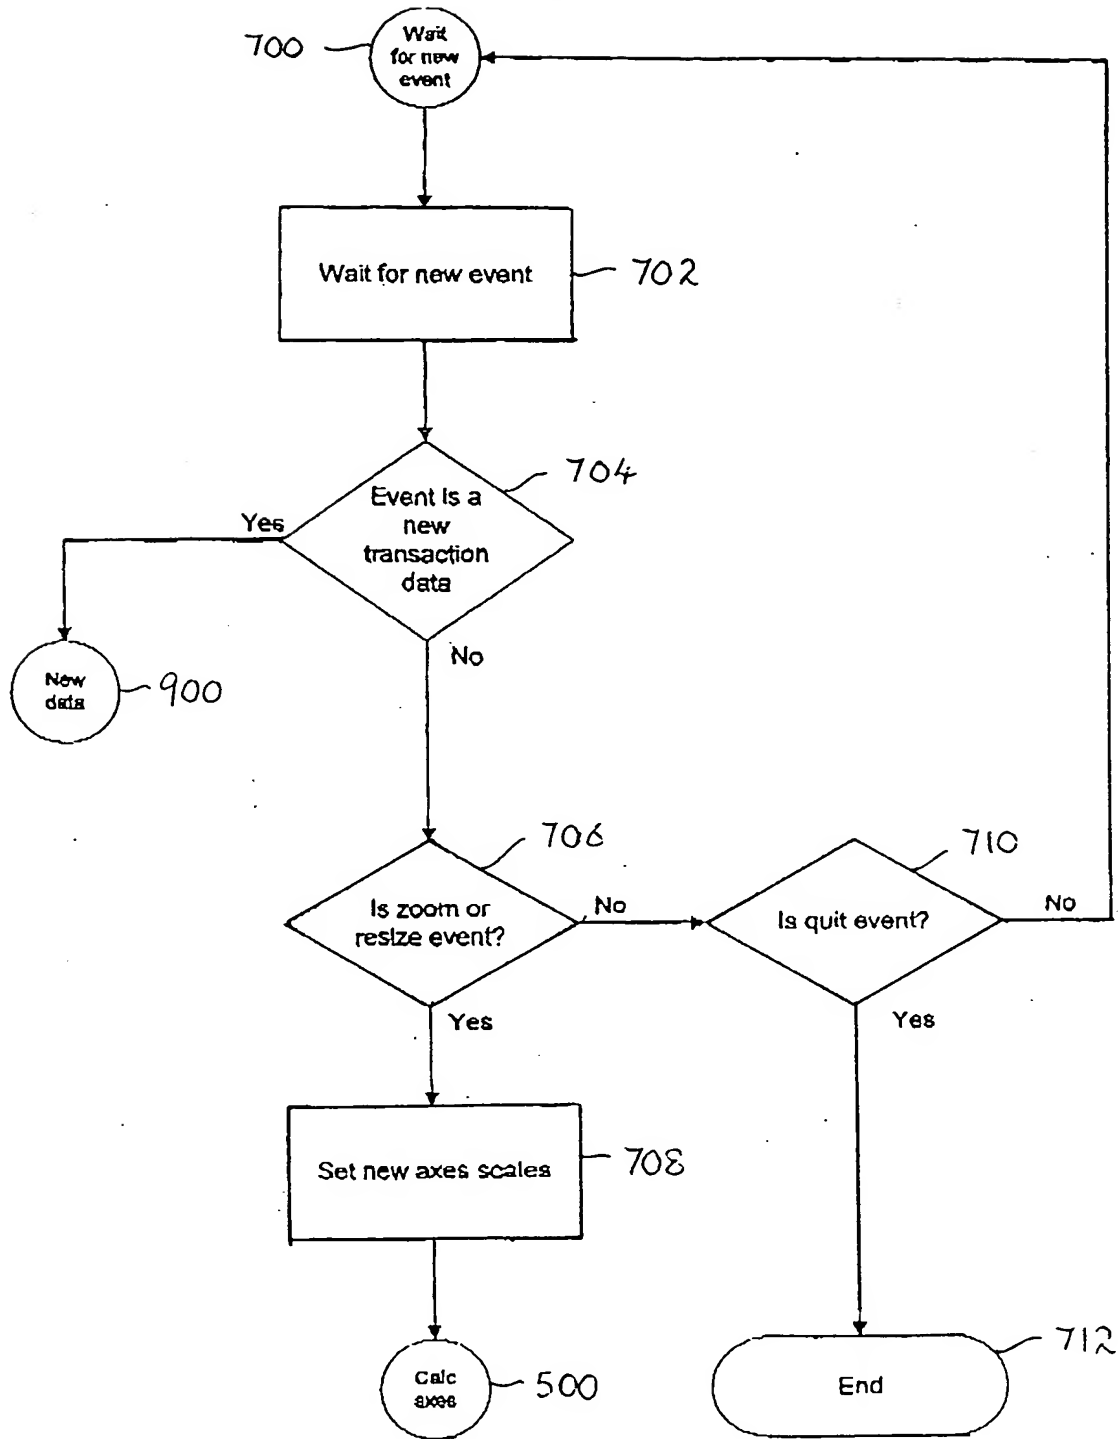 700
Wait
for new
event
Wait for new event
702
704
Event is a
new
transaction
data
Yes
No
New
data
900
706
710
Is zoom or
resize event?
No
Is quit event?
No
Yes
Yes
Set new axes scales
708
712
Calc
axes
500
End